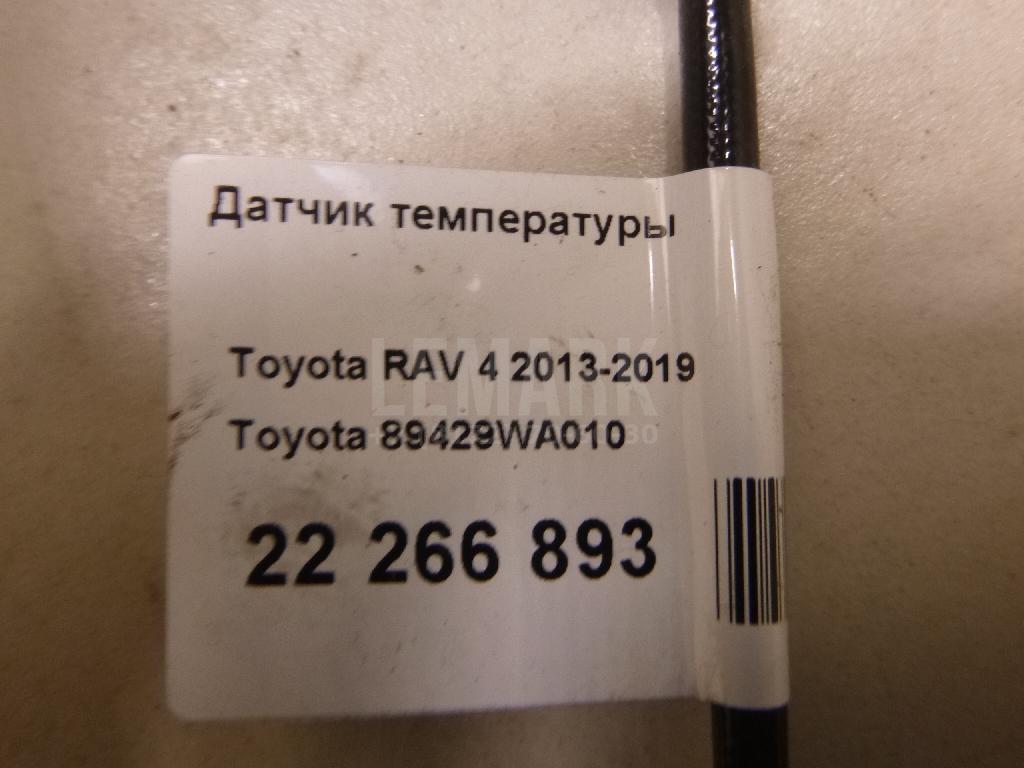 Датчик температуры
Toyota RAV 4 2013-2019
LEMARK
Toyota 89429WA010
22 266 893